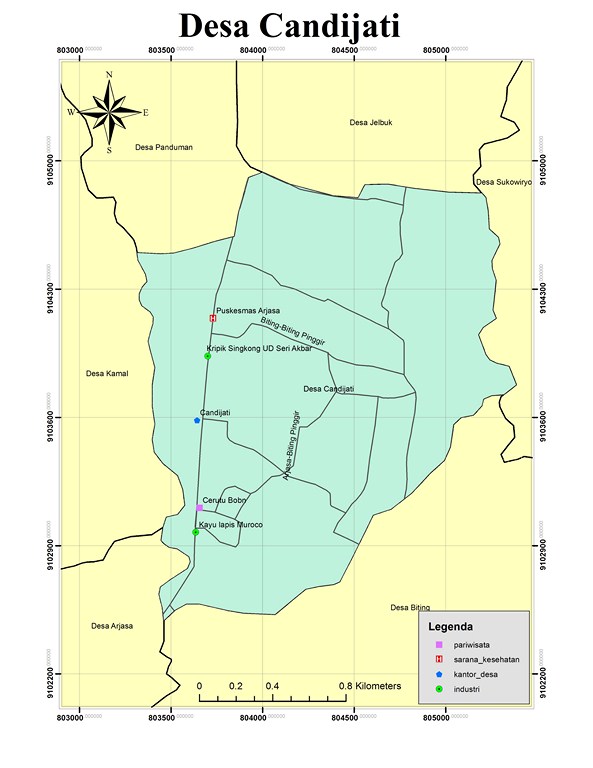 Desa Candijati
803000 803500 804000 804500 805000
N
W E
S
Desa Jelbuk
Desa Panduman
9105000 9105000
Desa Sukowiryo
9104300 9104300
Puskesmas Arjasa
Biting-Biting Pinggir
Kripik Singkong UD Seri Akbar
Desa Kamal
Desa Candijati
9103600 9103600
Candijati
Arjasa-Biting Pinggir
Cerutu Bobn
Kayu lapis Muroco
9102900 9102900
Desa Biting
Desa Arjasa
Legenda
pariwisata
sarana_kesehatan
kantor_desa
industri
9102200 9102200
0 0.2 0.4 0.8 Kilometers
803000 803500 804000 804500 805000